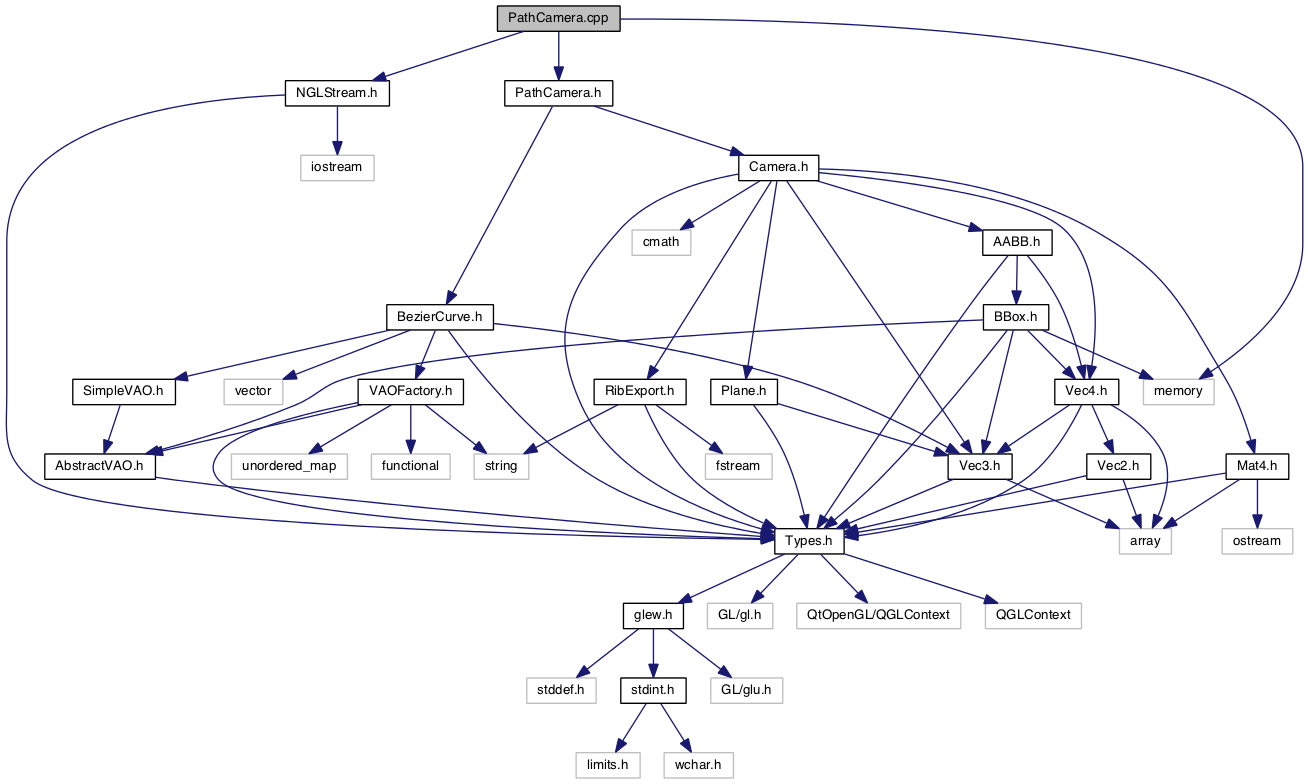 PathCamera.cpp
NGLStream.h
PathCamera.h
iostream
Camera.h
cmath
AABB.h
BezierCurve.h
BBox.h
SimpleVAO.h
vector
VAOFactory.h
RibExport.h
Plane.h
Vec4.h
memory
AbstractVAO.h
unordered_map
functional
string
fstream
Vec3.h
Vec2.h
Mat4.h
Types.h
array
ostream
glew.h
GL/gl.h
QtOpenGL/QGLContext
QGLContext
stddef.h
stdint.h
GL/glu.h
limits.h
wchar.h